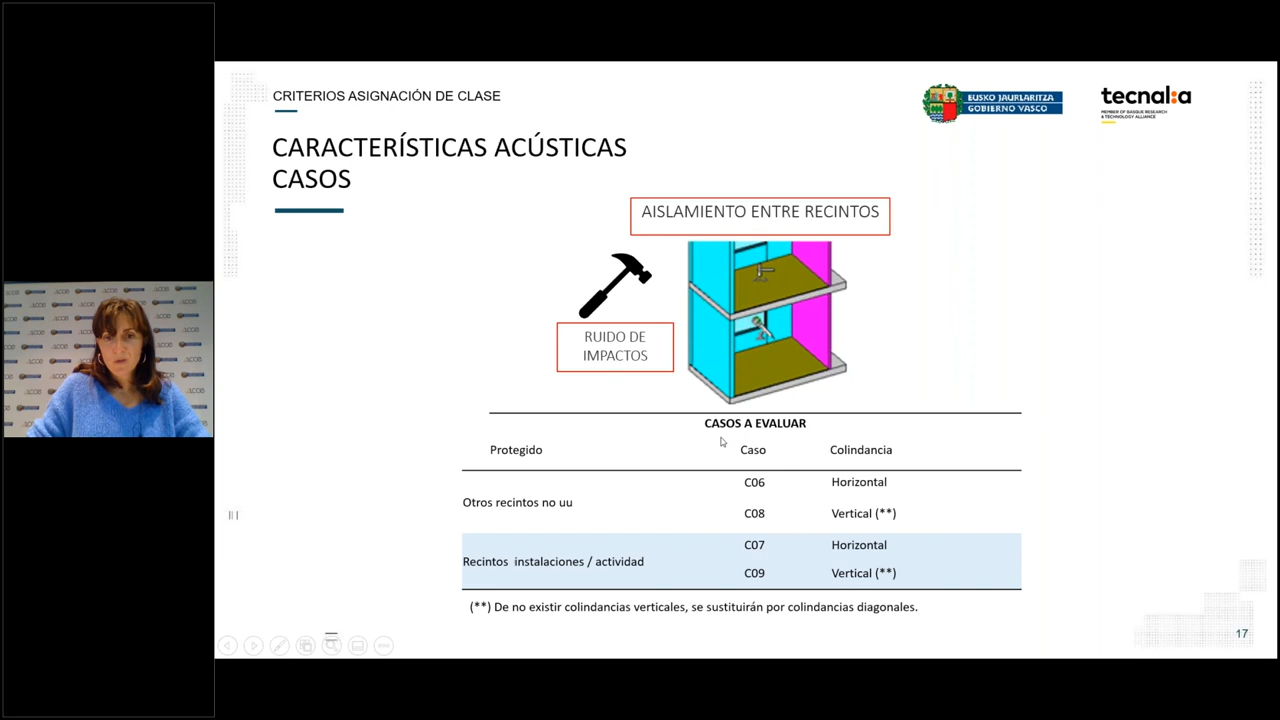 CRITERIOS ASIGNACIÓN DE CLASE
EUSKO JAURLARITZA
GOBIERNO VASCO
tecnal:a
MEMBER OF BASQUE RESEARCH
& TECHNOLOGY ALLIANCE
CARACTERÍSTICAS ACÚSTICAS
CASOS
AISLAMIENTO ENTRE RECINTOS
RUIDO DE
IMPACTOS
CASOS A EVALUAR
Protegido Caso Colindancia
Otros recintos no uu
C06 Horizontal
C08 Vertical (**)
Recintos instalaciones / actividad
C07 Horizontal
C09 Vertical (**)
(**) De no existir colindancias verticales, se sustituirán por colindancias diagonales.
17